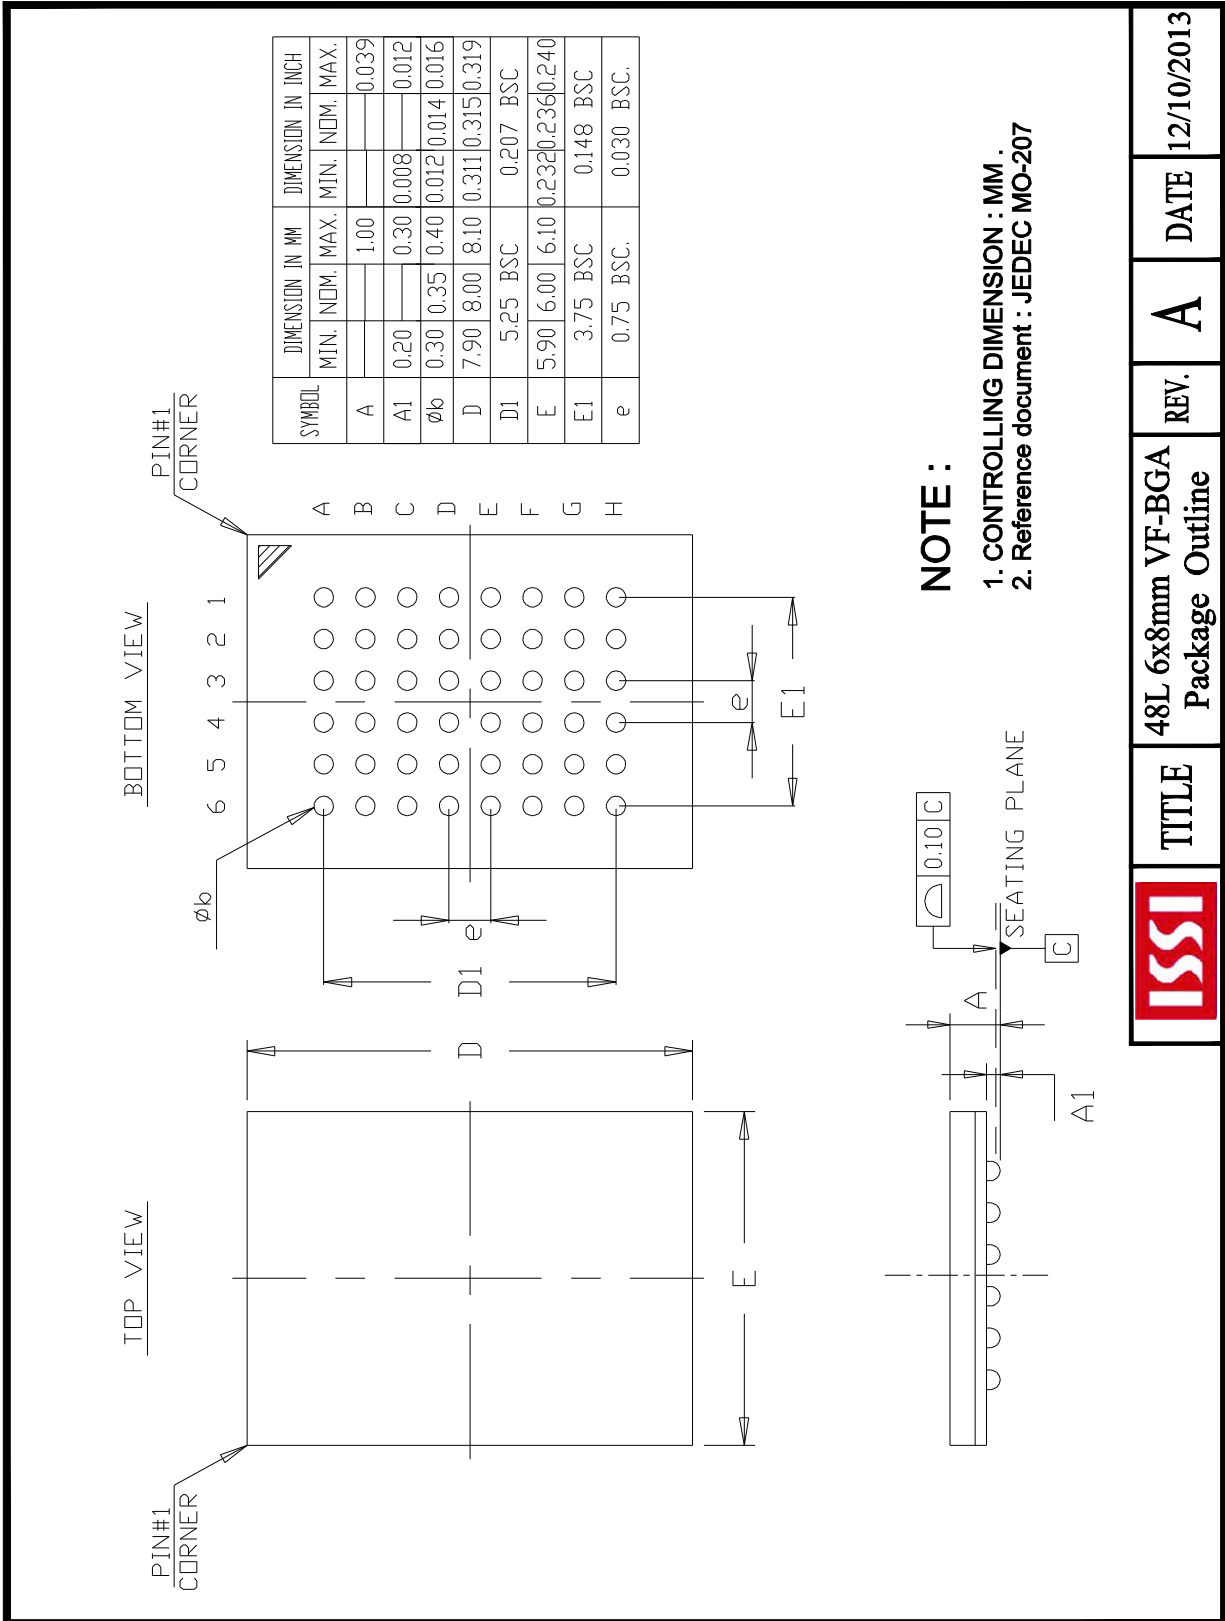 TOP VIEW
PIN#1
CORNER
D
E
BOTTOM VIEW
PIN#1
CORNER
6 5 4 3 2 1
A
B
C
D
E
F
G
H
Øb
e
D1
e
E1
SYMBOL DIMENSION IN MM DIMENSION IN INCH
MIN. NOM. MAX. MIN. NOM. MAX.
A 1.00 0.039
A1 0.20 0.30 0.008 0.012
Øb 0.30 0.35 0.40 0.012 0.014 0.016
D 7.90 8.00 8.10 0.311 0.315 0.319
D1 5.25 BSC 0.207 BSC
E 5.90 6.00 6.10 0.232 0.236 0.240
E1 3.75 BSC 0.148 BSC
e 0.75 BSC. 0.030 BSC.
A
A1
0.10 C
SEATING PLANE
C
NOTE :
1. CONTROLLING DIMENSION : MM .
2. Reference document : JEDEC MO-207
ISSI
TITLE
48L 6x8mm VF-BGA
Package Outline
REV.
A
DATE
12/10/2013